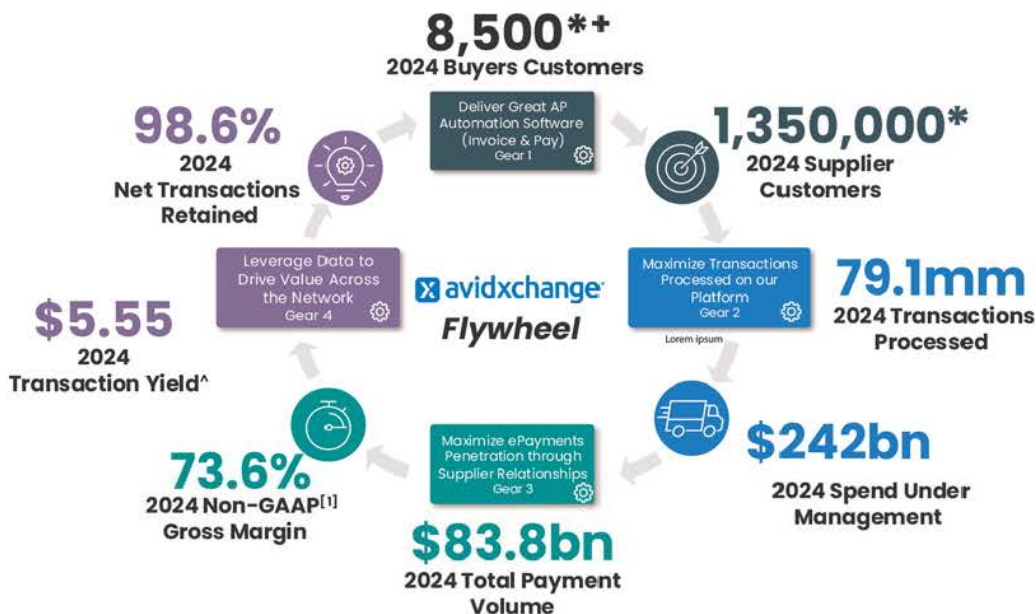 8,500*+
2024 Buyers Customers
Deliver Great AP
Automation Software
(Invoice & Pay)
Gear 1
1,350,000*
2024 Supplier
Customers
Maximize Transactions
Processed on our
Platform
Gear 2
Lorem ipsum
79.1mm
2024 Transactions
Processed
$242bn
2024 Spend Under
Management
Maximize ePayments
Penetration through
Supplier Relationships
Gear 3
$83.8bn
2024 Total Payment
Volume
73.6%
2024 Non-GAAP[1]
Gross Margin
Leverage Data to
Drive Value Across
the Network
Gear 4
$5.55
2024
Transaction Yield^
98.6%
2024
Net Transactions
Retained
avidxchange
Flywheel